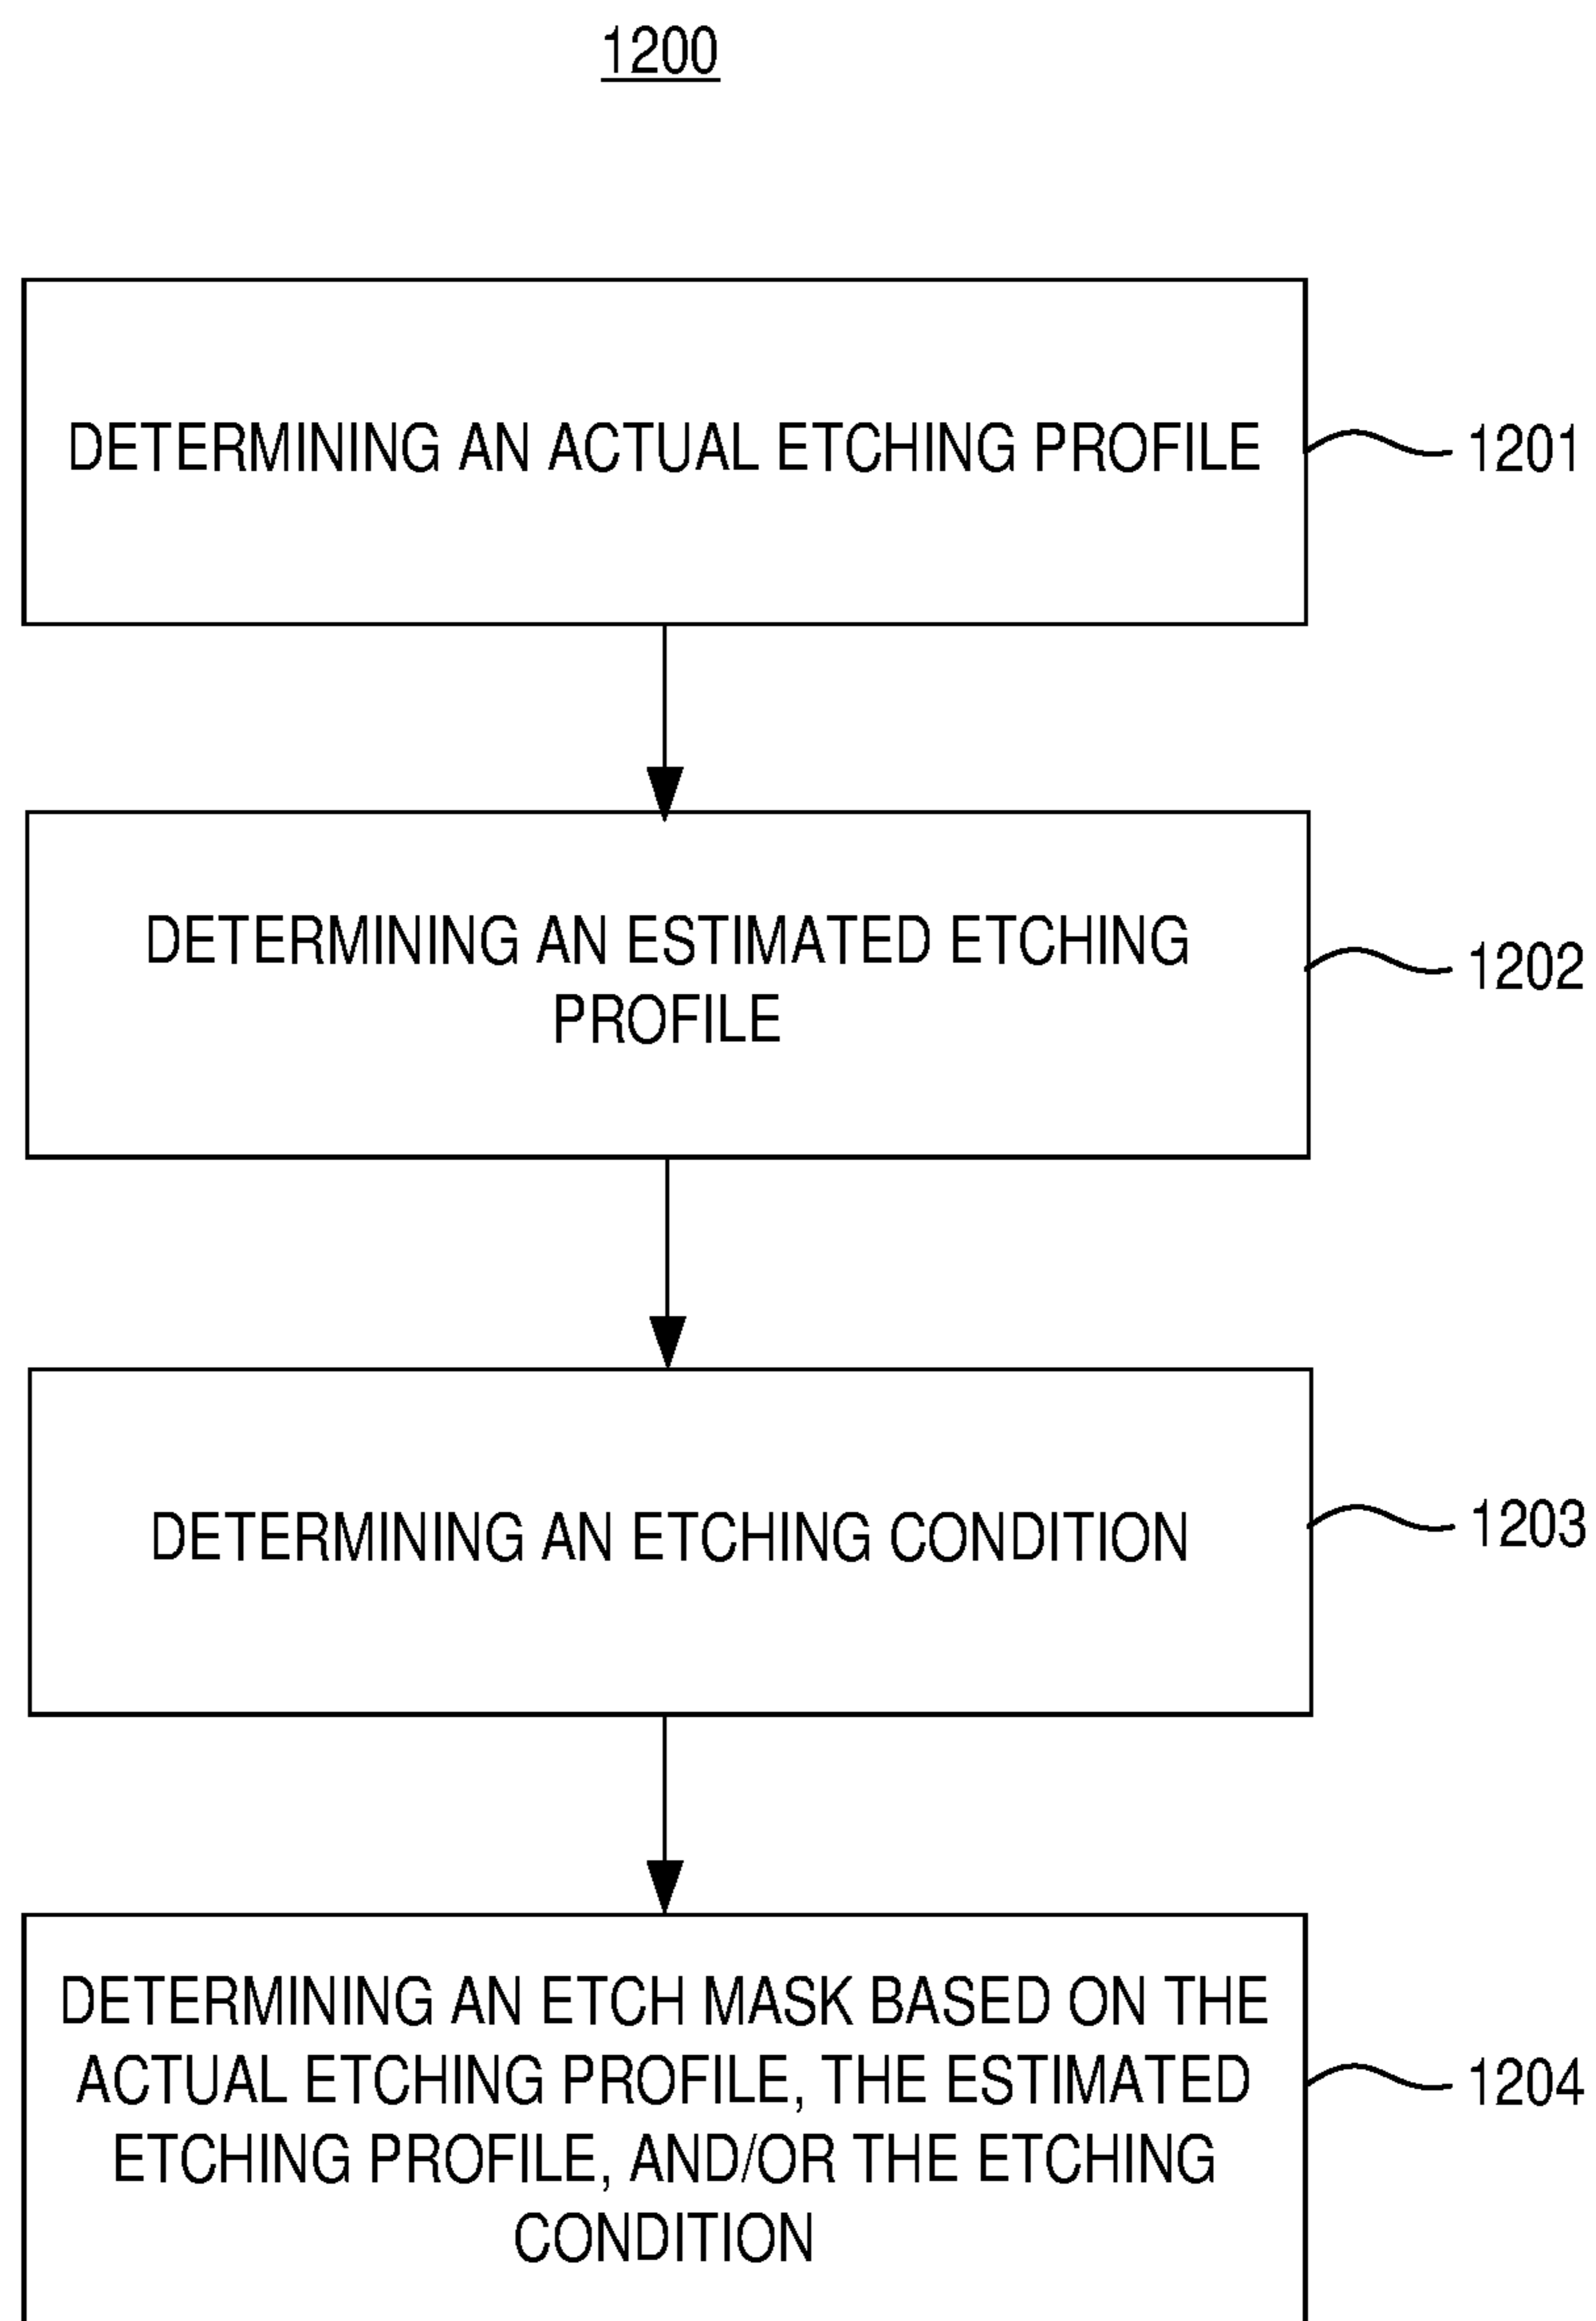 1200
DETERMINING AN ACTUAL ETCHING PROFILE
1201
DETERMINING AN ESTIMATED ETCHING
PROFILE
1202
DETERMINING AN ETCHING CONDITION
1203
DETERMINING AN ETCH MASK BASED ON THE
ACTUAL ETCHING PROFILE, THE ESTIMATED
ETCHING PROFILE, AND/OR THE ETCHING
CONDITION
1204